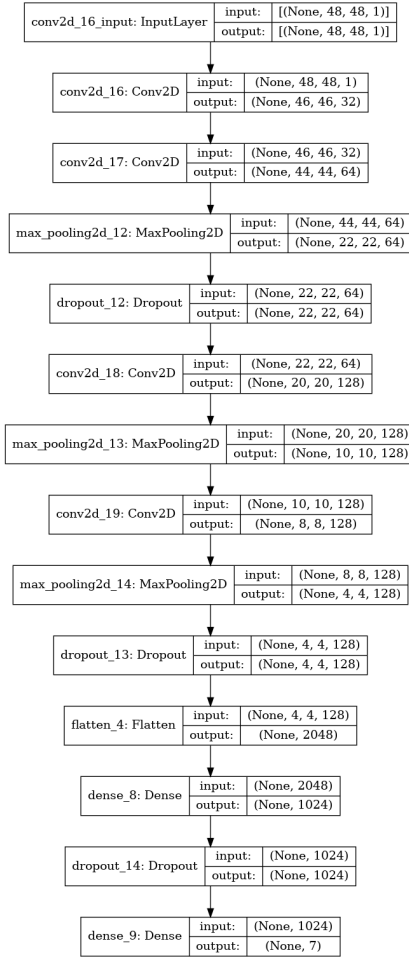 conv2d_16_input: InputLayer input: [(None, 48, 48, 1)]
output: [(None, 48, 48, 1)]
conv2d_16: Conv2D input: (None, 48, 48, 1)
output: (None, 46, 46, 32)
conv2d_17: Conv2D input: (None, 46, 46, 32)
output: (None, 44, 44, 64)
max_pooling2d_12: MaxPooling2D input: (None, 44, 44, 64)
output: (None, 22, 22, 64)
dropout_12: Dropout input: (None, 22, 22, 64)
output: (None, 22, 22, 64)
conv2d_18: Conv2D input: (None, 22, 22, 64)
output: (None, 20, 20, 128)
max_pooling2d_13: MaxPooling2D input: (None, 20, 20, 128)
output: (None, 10, 10, 128)
conv2d_19: Conv2D input: (None, 10, 10, 128)
output: (None, 8, 8, 128)
max_pooling2d_14: MaxPooling2D input: (None, 8, 8, 128)
output: (None, 4, 4, 128)
dropout_13: Dropout input: (None, 4, 4, 128)
output: (None, 4, 4, 128)
flatten_4: Flatten input: (None, 4, 4, 128)
output: (None, 2048)
dense_8: Dense input: (None, 2048)
output: (None, 1024)
dropout_14: Dropout input: (None, 1024)
output: (None, 1024)
dense_9: Dense input: (None, 1024)
output: (None, 7)